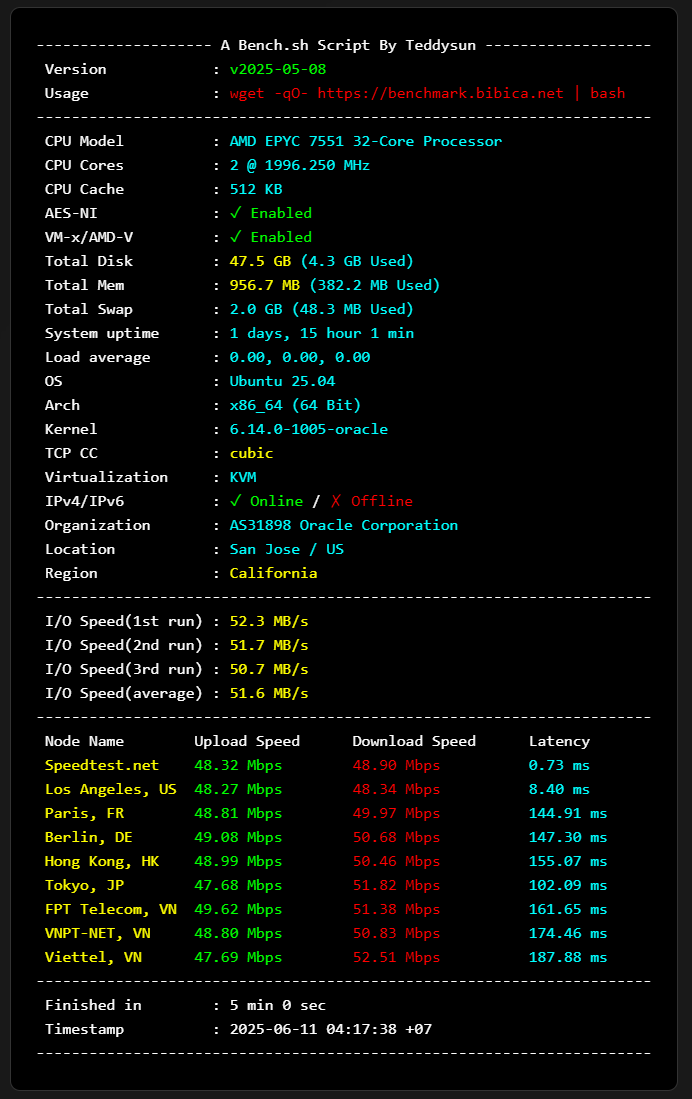 -------------------- A Bench.sh Script By Teddysun -------------------
Version : v2025-05-08
Usage : wget -qO- https://benchmark.bibica.net | bash
----------------------------------------------------------------------
CPU Model : AMD EPYC 7551 32-Core Processor
CPU Cores : 2 @ 1996.250 MHz
CPU Cache : 512 KB
AES-NI : ✓ Enabled
VM-x/AMD-V : ✓ Enabled
Total Disk : 47.5 GB (4.3 GB Used)
Total Mem : 956.7 MB (382.2 MB Used)
Total Swap : 2.0 GB (48.3 MB Used)
System uptime : 1 days, 15 hour 1 min
Load average : 0.00, 0.00, 0.00
OS : Ubuntu 25.04
Arch : x86_64 (64 Bit)
Kernel : 6.14.0-1005-oracle
TCP CC : cubic
Virtualization : KVM
IPv4/IPv6 : ✓ Online / ✗ Offline
Organization : AS31898 Oracle Corporation
Location : San Jose / US
Region : California
----------------------------------------------------------------------
I/O Speed(1st run) : 52.3 MB/s
I/O Speed(2nd run) : 51.7 MB/s
I/O Speed(3rd run) : 50.7 MB/s
I/O Speed(average) : 51.6 MB/s
----------------------------------------------------------------------
Node Name Upload Speed Download Speed Latency
Speedtest.net 48.32 Mbps 48.90 Mbps 0.73 ms
Los Angeles, US 48.27 Mbps 48.34 Mbps 8.40 ms
Paris, FR 48.81 Mbps 49.97 Mbps 144.91 ms
Berlin, DE 49.08 Mbps 50.68 Mbps 147.30 ms
Hong Kong, HK 48.99 Mbps 50.46 Mbps 155.07 ms
Tokyo, JP 47.68 Mbps 51.82 Mbps 102.09 ms
FPT Telecom, VN 49.62 Mbps 51.38 Mbps 161.65 ms
VNPT-NET, VN 48.80 Mbps 50.83 Mbps 174.46 ms
Viettel, VN 47.69 Mbps 52.51 Mbps 187.88 ms
----------------------------------------------------------------------
Finished in : 5 min 0 sec
Timestamp : 2025-06-11 04:17:38 +07
----------------------------------------------------------------------